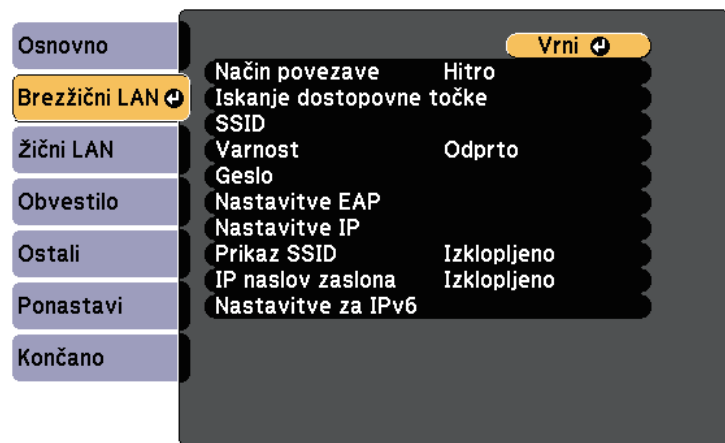 Osnovno
Brezžični LAN
Žični LAN
Obvestilo
Ostali
Ponastavi
Končano
Vrni
Način povezave Hitro
Iskanje dostopovne točke
SSID
Varnost Odprto
Geslo
Nastavitve EAP
Nastavitve IP
Prikaz SSID Izklopljeno
IP naslov zaslona Izklopljeno
Nastavitve za IPv6